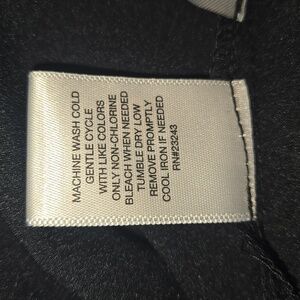 MACHINE WASH COLD
GENTLE CYCLE
WITH LIKE COLORS
ONLY NON-CHLORINE
BLEACH WHEN NEEDED
TUMBLE DRY LOW
REMOVE PROMPTLY
COOL IRON IF NEEDED
RN#23243